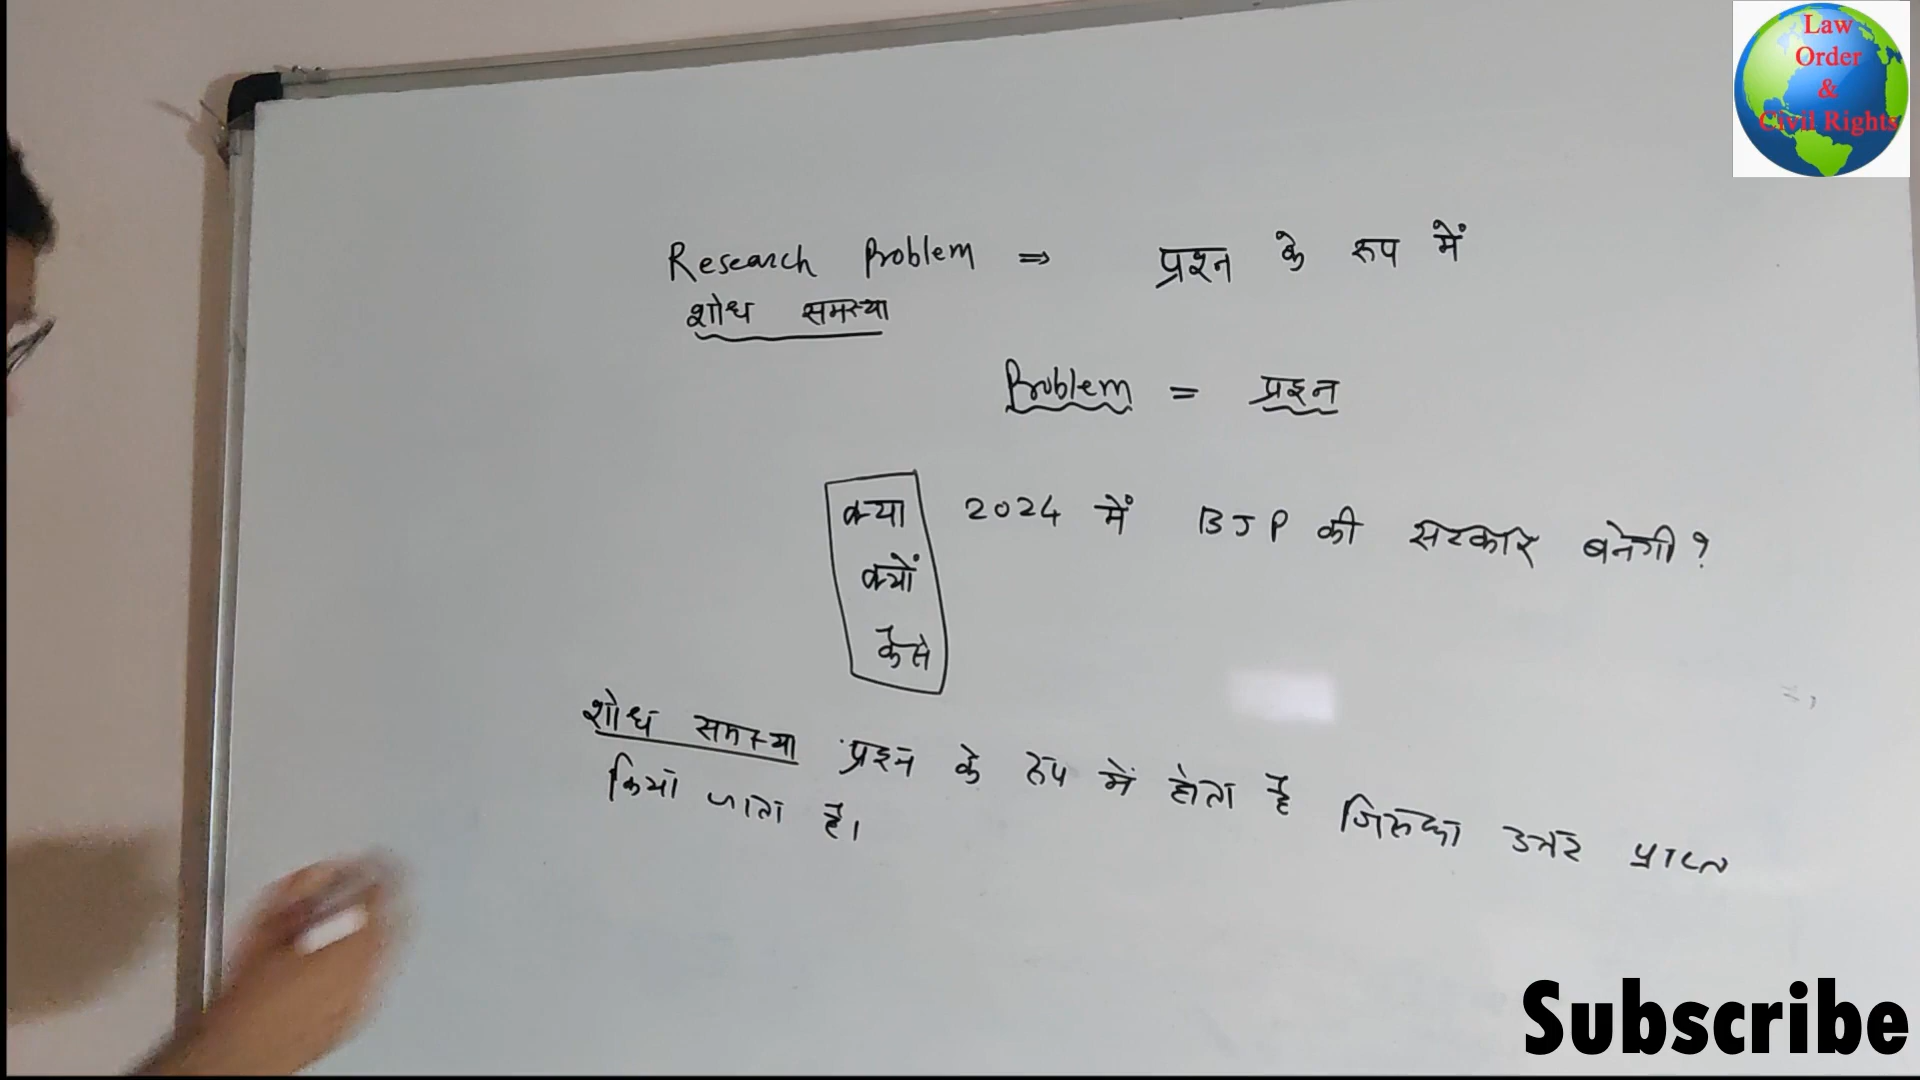 Law
Order
&
Civil Rights
Research Problem ⇒ प्रश्न के रूप में
शोध समस्या
Problem = प्रश्न
क्या 2024 में BJP की सरकार बनेगी?
क्यों
कैसे
शोध समस्या प्रश्न के रूप में होता है जिसका उत्तर प्राप्त
किया जाता है।
Subscribe